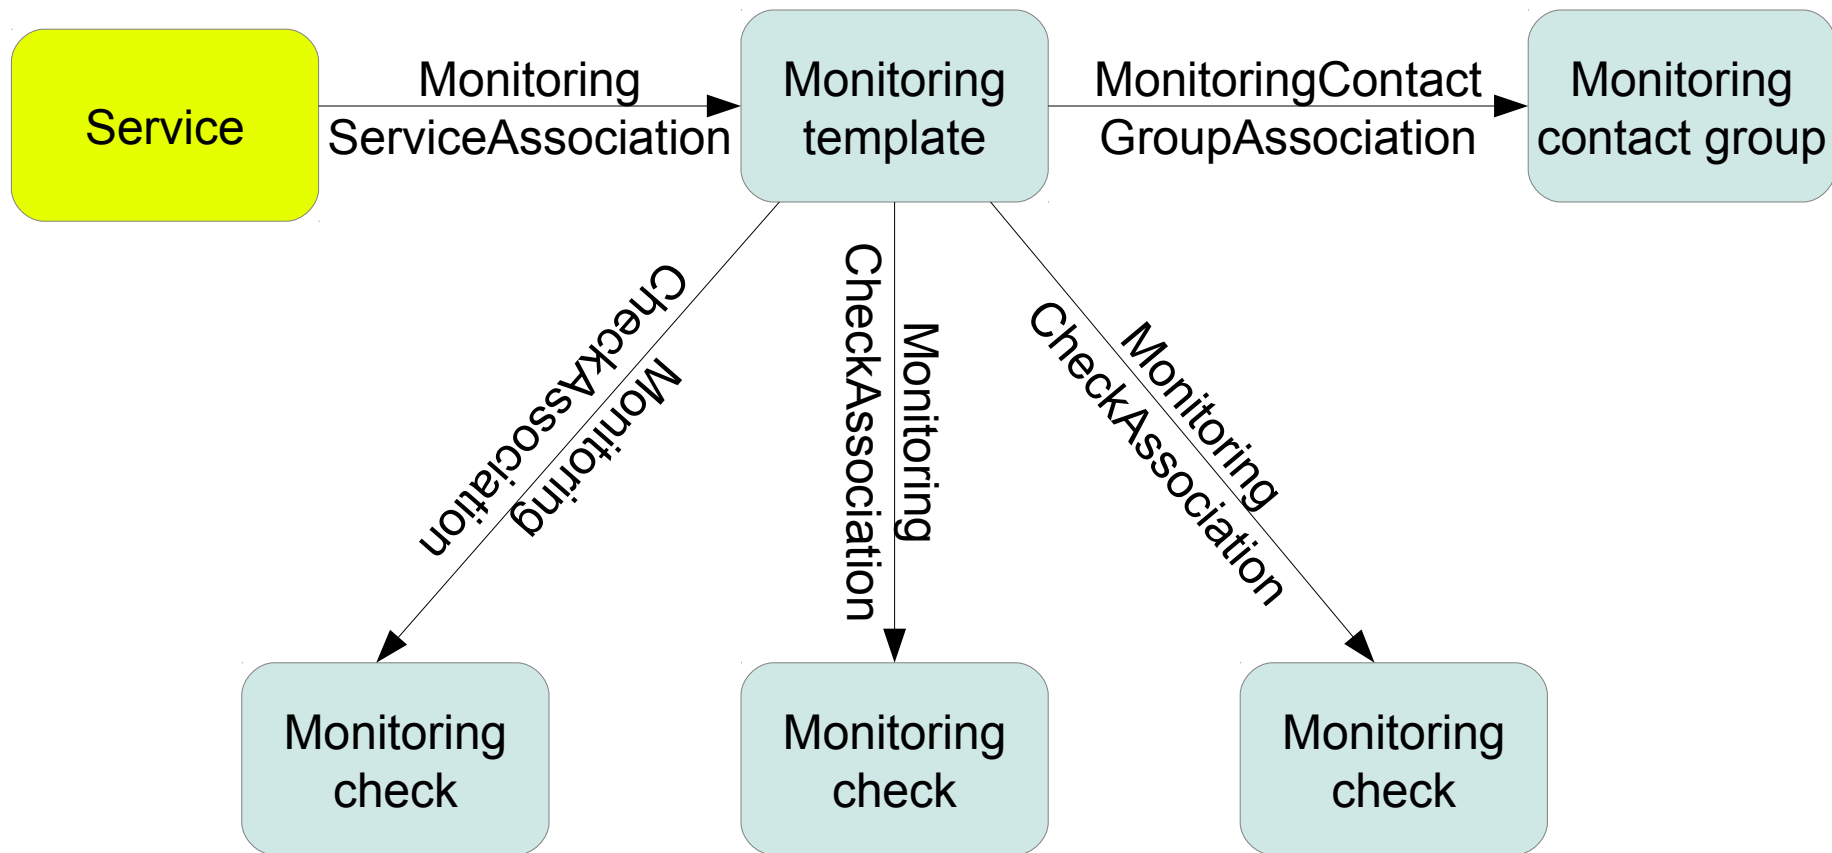 Service
Monitoring
ServiceAssociation
Monitoring
template
MonitoringContact
GroupAssociation
Monitoring
contact group
CheckAssociation
Monitoring
Monitoring
CheckAssociation
Monitoring
CheckAssociation
Monitoring
check
Monitoring
check
Monitoring
check